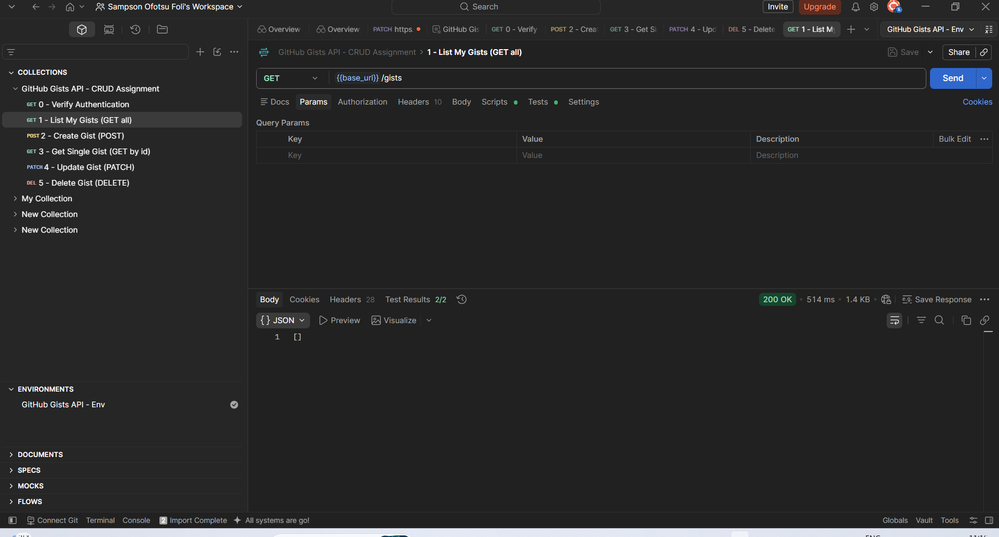 Sampson Ofotsu Foli's Workspace
Search
Invite
Upgrade
Overview
Overview
PATCH https.
GitHub Gis
GET 0 - Verify
POST 2 - Crea
GET 3 - Get Si
PATCH 4 - Upd
DEL 5 - Delete
GET 1 - List M
GitHub Gists API - Env
HTTP GitHub Gists API - CRUD Assignment > 1 - List My Gists (GET all)
Save
Share
COLLECTIONS
GitHub Gists API - CRUD Assignment
GET 0 - Verify Authentication
GET 1 - List My Gists (GET all)
POST 2 - Create Gist (POST)
GET 3 - Get Single Gist (GET by id)
PATCH 4 - Update Gist (PATCH)
DEL 5 - Delete Gist (DELETE)
My Collection
New Collection
New Collection
GET {{base_url}} /gists
Send
Docs Params Authorization Headers 10 Body Scripts Tests Settings Cookies
Query Params
Key Value Description Bulk Edit
Key Value Description
Body Cookies Headers 28 Test Results 2/2
200 OK • 514 ms • 1.4 KB • e.g. Save Response
{} JSON Preview Visualize
1 []
ENVIRONMENTS
GitHub Gists API - Env
DOCUMENTS
SPECS
MOCKS
FLOWS
Connect Git Terminal Console 2 Import Complete All systems are go!
Globals Vault Tools